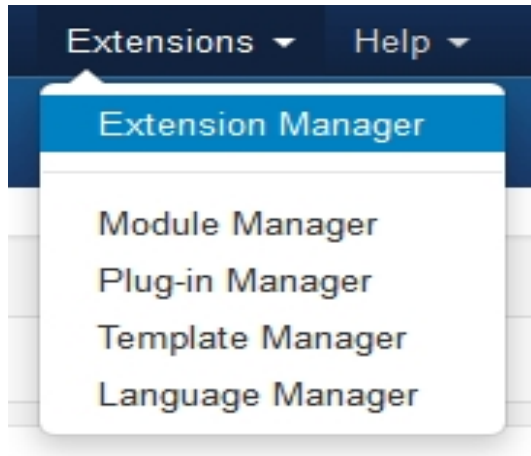 Extensions Help
Extension Manager
Module Manager
Plug-in Manager
Template Manager
Language Manager